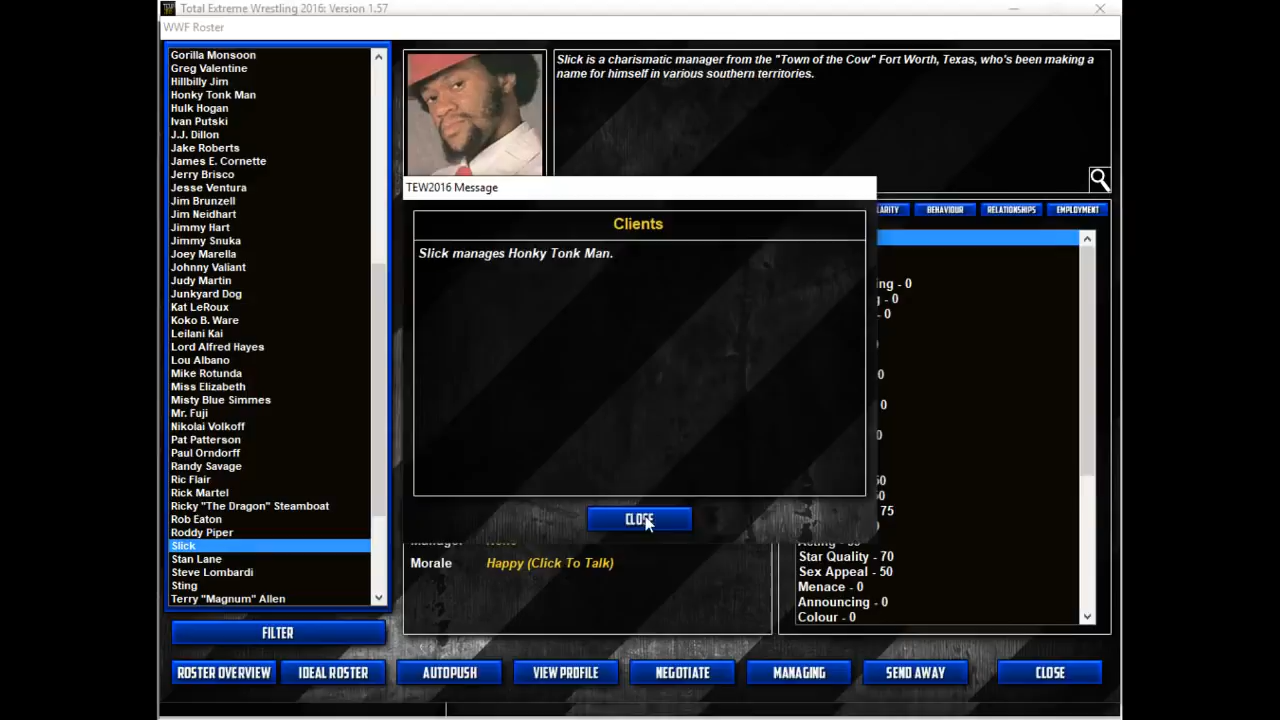 Total Extreme Wrestling 2016: Version 1.57
WWF Roster
Gorilla Monsoon
Greg Valentine
Hillbilly Jim
Honky Tonk Man
Hulk Hogan
Ivan Putski
J.J. Dillon
Jake Roberts
James E. Cornette
Jerry Brisco
Jesse Ventura
Jim Brunzell
Jim Neidhart
Jimmy Hart
Jimmy Snuka
Joey Marella
Johnny Valiant
Judy Martin
Junkyard Dog
Kat LeRoux
Koko B. Ware
Leilani Kai
Lord Alfred Hayes
Lou Albano
Mike Rotunda
Miss Elizabeth
Misty Blue Simmes
Mr. Fuji
Nikolai Volkoff
Pat Patterson
Paul Orndorff
Randy Savage
Ric Flair
Rick Martel
Ricky "The Dragon" Steamboat
Rob Eaton
Roddy Piper
Slick
Stan Lane
Steve Lombardi
Sting
Terry "Magnum" Allen
FILTER
Slick is a charismatic manager from the "Town of the Cow" Fort Worth, Texas, who's been making a
name for himself in various southern territories.
TEW2016 Message
Clients
Slick manages Honky Tonk Man.
CLOSE
BEHAVIOUR
RELATIONSHIPS
EMPLOYMENT
ing - 0
- 0
- 0
75
Morale Happy (Click To Talk)
Star Quality - 70
Sex Appeal - 50
Menace - 0
Announcing - 0
Colour - 0
ROSTER OVERVIEW
IDEAL ROSTER
AUTOPUSH
VIEW PROFILE
NEGOTIATE
MANAGING
SEND AWAY
CLOSE